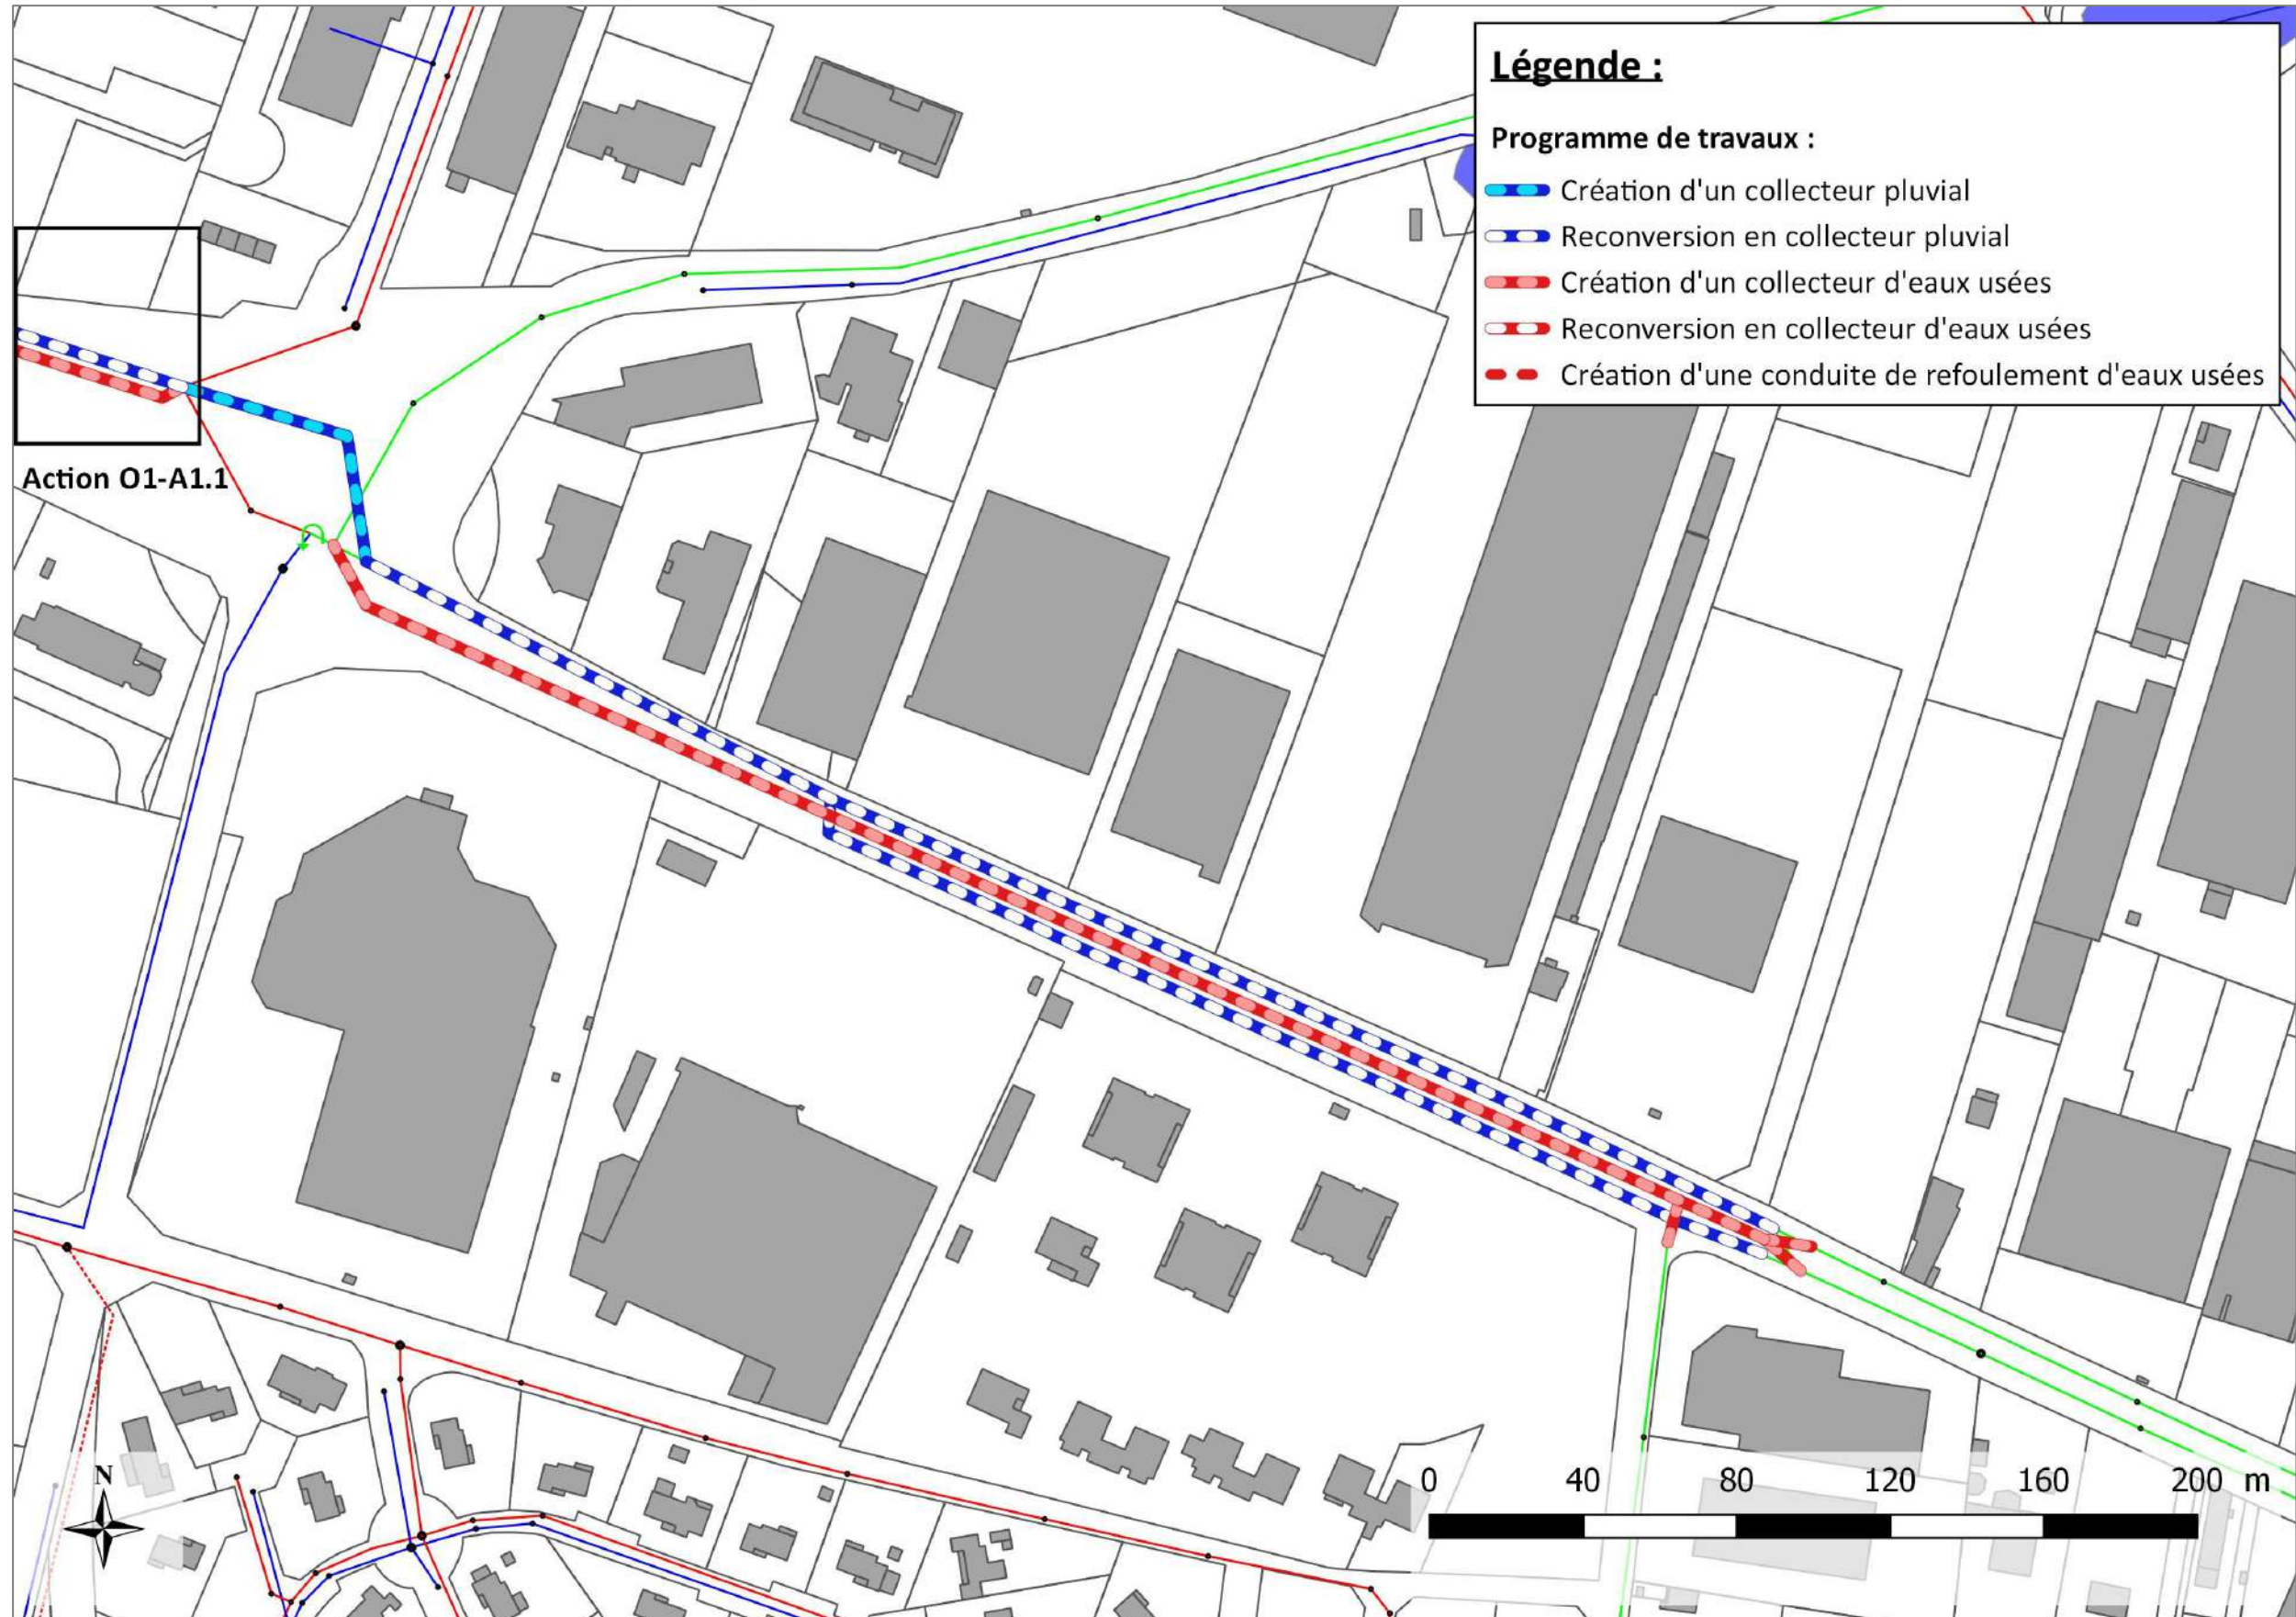 Légende :
Programme de travaux :
Création d'un collecteur pluvial
Reconversion en collecteur pluvial
Création d'un collecteur d'eaux usées
Reconversion en collecteur d'eaux usées
Création d'une conduite de refoulement d'eaux usées
Action O1-A1.1
N
0 40 80 120 160 200 m